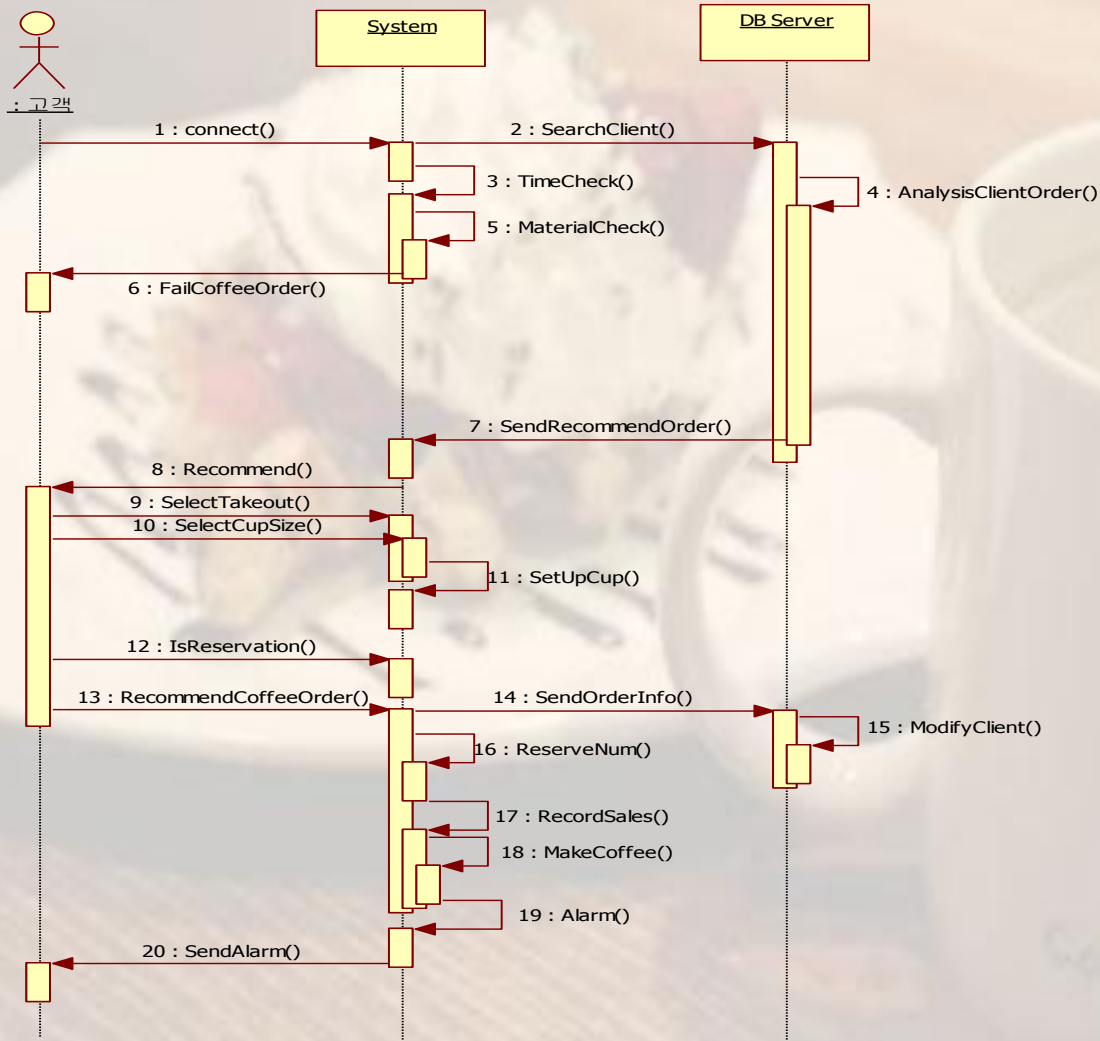 System
DB Server
: 고객
1 : connect()
2 : SearchClient()
3 : TimeCheck()
4 : AnalysisClientOrder()
5 : MaterialCheck()
6 : FailCoffeeOrder()
7 : SendRecommendOrder()
8 : Recommend()
9 : SelectTakeout()
10 : SelectCupSize()
11 : SetUpCup()
12 : IsReservation()
13 : RecommendCoffeeOrder()
14 : SendOrderInfo()
15 : ModifyClient()
16 : ReserveNum()
17 : RecordSales()
18 : MakeCoffee()
19 : Alarm()
20 : SendAlarm()